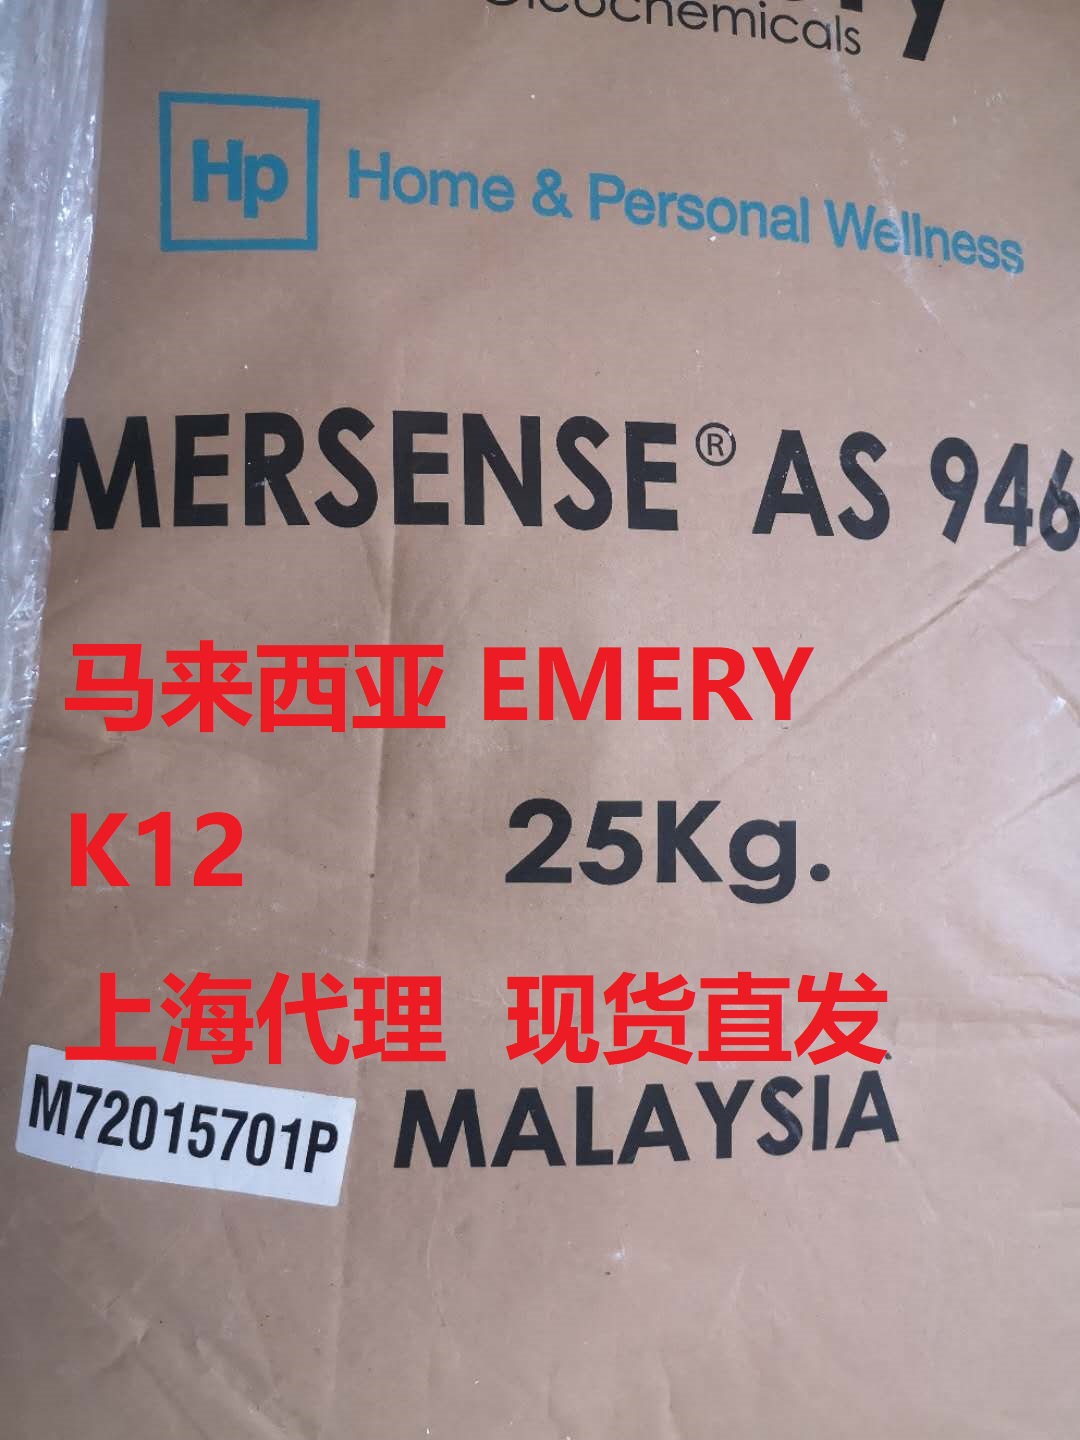 Hp
Home & Personal Wellness
MERSENSE® AS 946
马来西亚 EMERY
K12
25Kg.
上海代理 现货直发
M72015701P
MALAYSIA